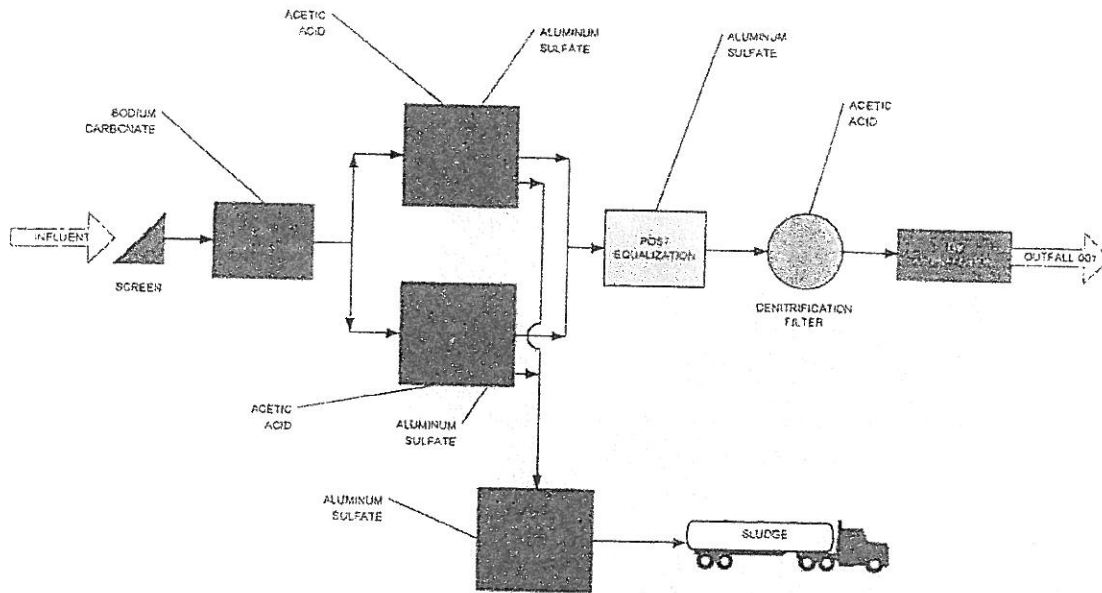 ACETIC
ACID
ALUMINUM
SULFATE
ALUMINUM
SULFATE
ACETIC
ACID
SODIUM
CARBONATE
INFLUENT
SCREEN
POST
EQUALIZATION
DENITRIFICATION
FILTER
OUTFALL 001
ACETIC
ACID
ALUMINUM
SULFATE
ALUMINUM
SULFATE
SLUDGE